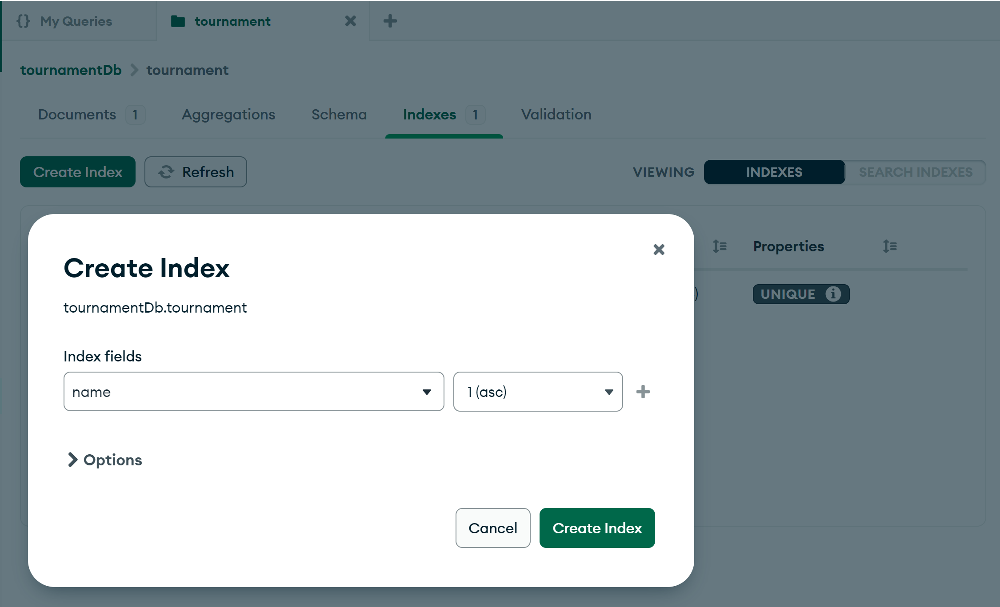 My Queries
tournament
tournamentDb
tournament
Documents 1
Aggregations
Schema
Indexes 1
Validation
Create Index
Refresh
VIEWING
INDEXES
SEARCH INDEXES
Properties
)
UNIQUE
Create Index
tournamentDb.tournament
Index fields
name
1 (asc)
Options
Cancel
Create Index